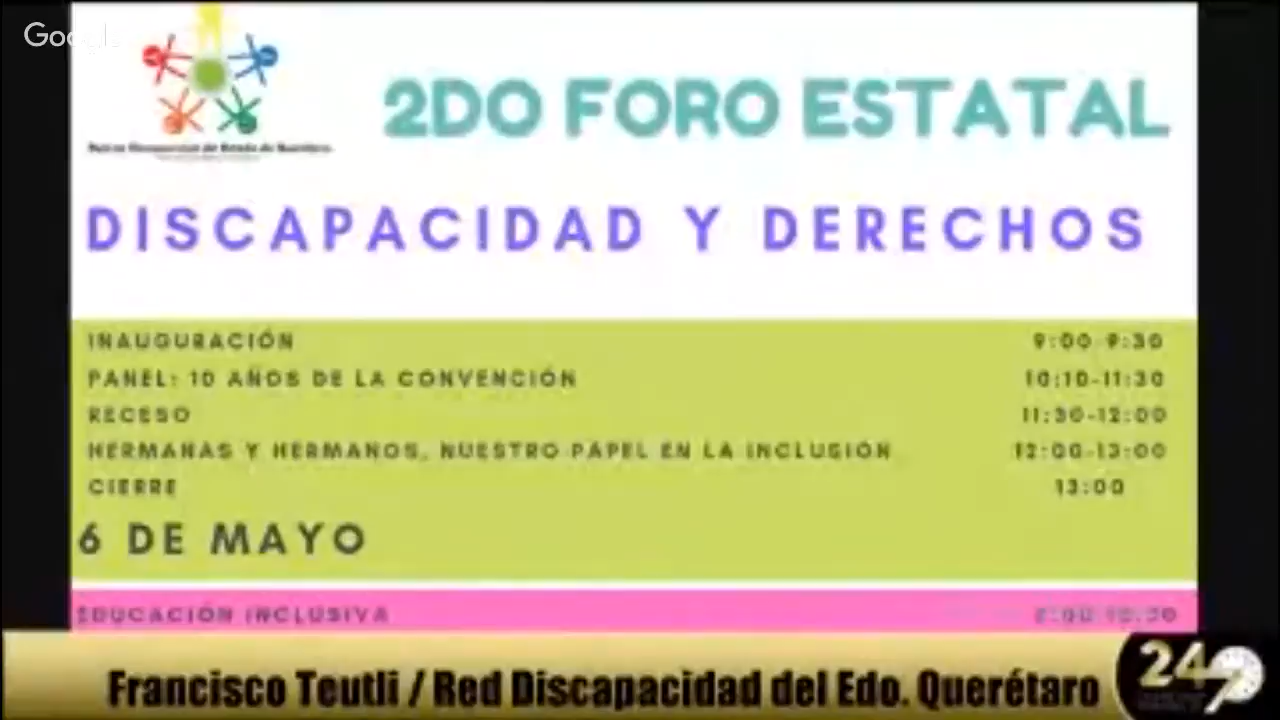 2DO FORO ESTATAL
DISCAPACIDAD Y DERECHOS
INAUGURACIÓN 9:00-9:30
PANEL: 10 AÑOS DE LA CONVENCIÓN 10:10-11:30
RECESO 11:30-12:00
HERMANAS Y HERMANOS, NUESTRO PAPEL EN LA INCLUSIÓN 12:00-13:00
CIERRE 13:00
6 DE MAYO
EDUCACIÓN INCLUSIVA
Francisco Teutli / Red Discapacidad del Edo. Querétaro
24
7